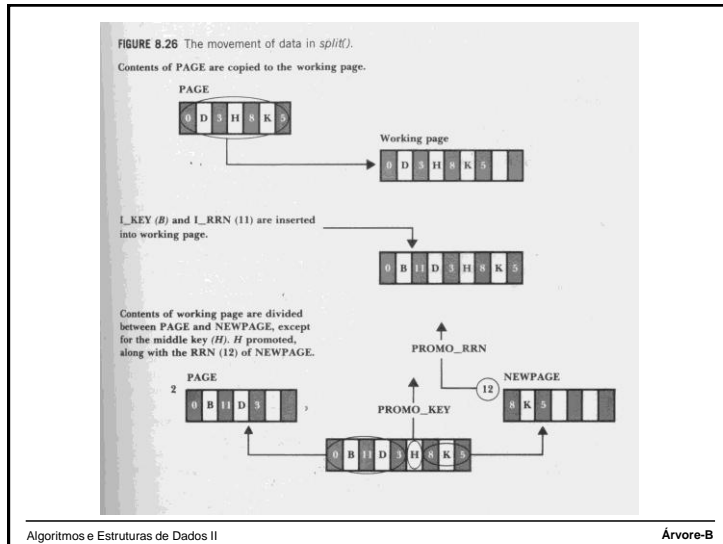 FIGURE 8.26 The movement of data in split().
Contents of PAGE are copied to the working page.
PAGE
0 D 3 H 8 K 5
Working page
0 D 3 H 8 K 5
I_KEY (B) and I_RRN (11) are inserted
into working page.
0 B 11 D 3 H 8 K 5
Contents of working page are divided
between PAGE and NEWPAGE, except
for the middle key (H). H promoted,
along with the RRN (12) of NEWPAGE.
PROMO_RRN
2
PAGE
0 B 11 D 3
PROMO_KEY
12
NEWPAGE
8 K 5
0 B 11 D 3 H 8 K 5
Algoritmos e Estruturas de Dados II
Árvore-B